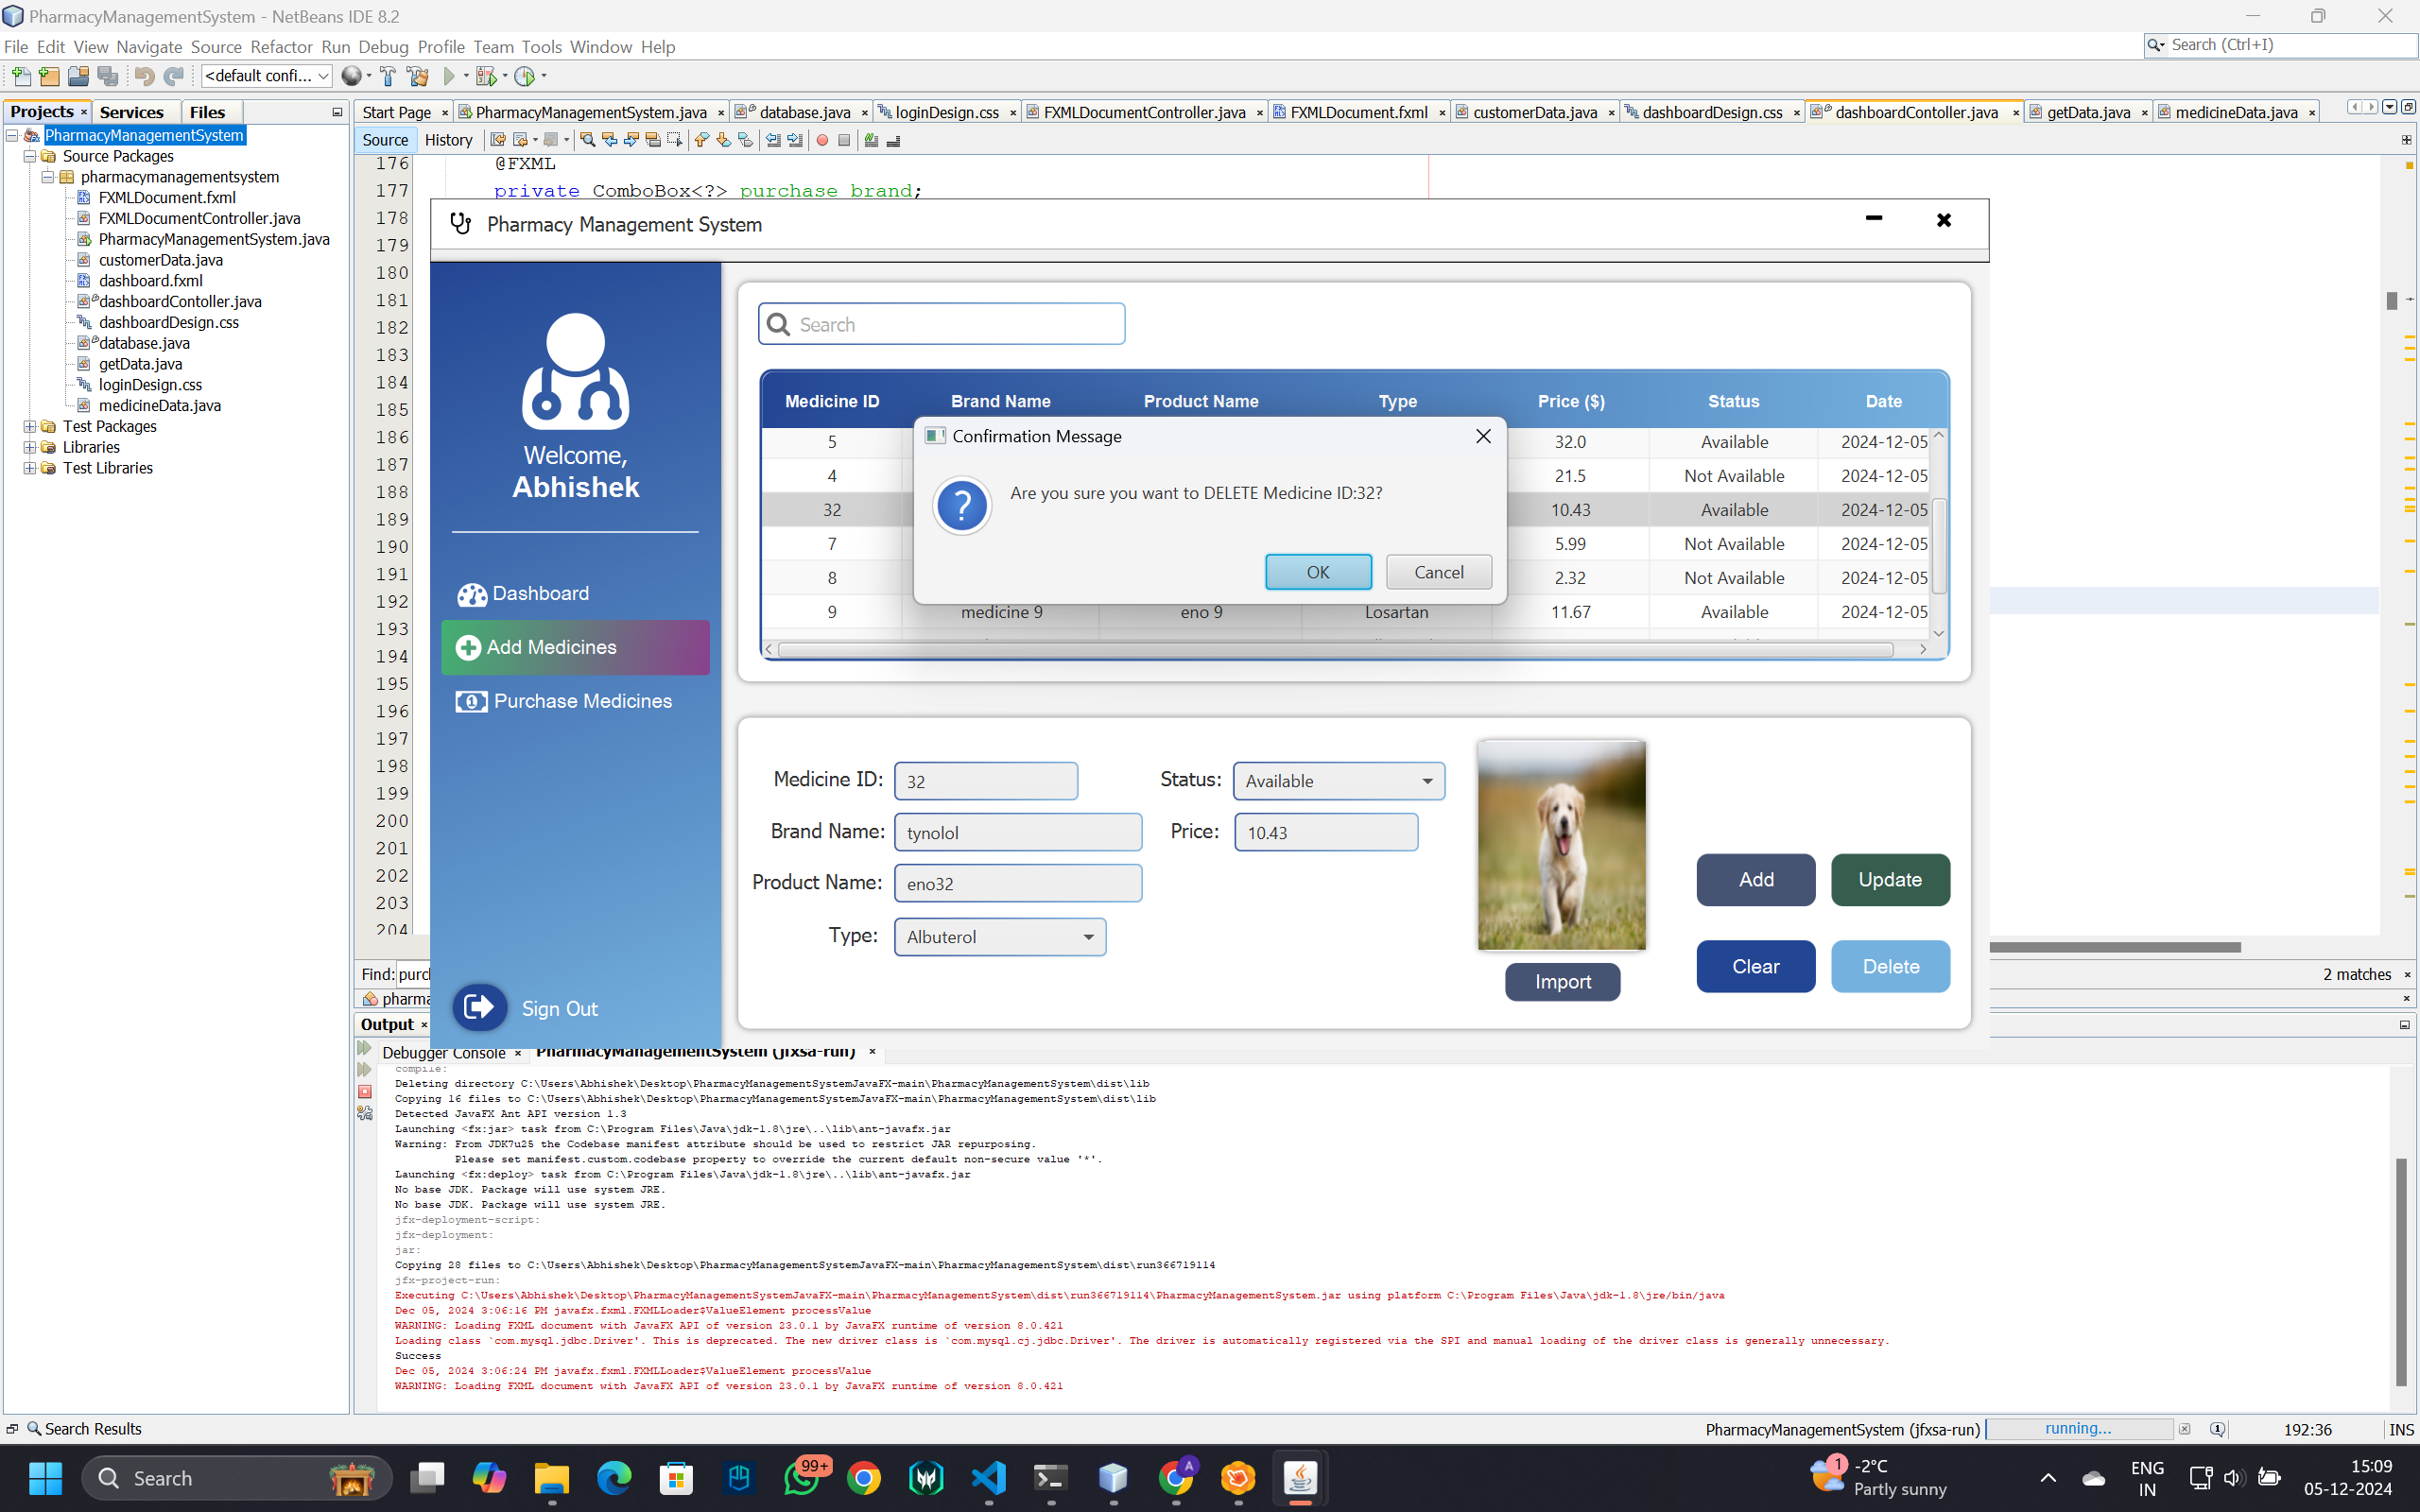 PharmacyManagementSystem - NetBeans IDE 8.2
File Edit View Navigate Source Refactor Run Debug Profile Team Tools Window Help
Search (Ctrl+I)
<default confi...
Projects Services Files
Start Page PharmacyManagementSystem.java database.java loginDesign.css FXMLDocumentController.java FXMLDocument.fxml customerData.java dashboardDesign.css dashboardContoller.java getData.java medicineData.java
Source History
PharmacyManagementSystem
Source Packages
pharmacymanagementsystem
FXMLDocument.fxml
FXMLDocumentController.java
PharmacyManagementSystem.java
customerData.java
dashboard.fxml
dashboardContoller.java
dashboardDesign.css
database.java
getData.java
loginDesign.css
medicineData.java
Test Packages
Libraries
Test Libraries
176 @FXML
177 private ComboBox<?> purchase_brand;
178
179
180
181
182
183
184
185
186
187
188
189
190
191
192
193
194
195
196
197
198
199
200
201
202
203
204
Pharmacy Management System
Welcome,
Abhishek
Dashboard
Add Medicines
Purchase Medicines
Sign Out
Search
Medicine ID Brand Name Product Name Type Price ($) Status Date
5 32.0 Available 2024-12-05
4 21.5 Not Available 2024-12-05
32 10.43 Available 2024-12-05
7 5.99 Not Available 2024-12-05
8 2.32 Not Available 2024-12-05
9 medicine 9 eno 9 Losartan 11.67 Available 2024-12-05
Confirmation Message
Are you sure you want to DELETE Medicine ID:32?
OK Cancel
Medicine ID: 32 Status: Available
Brand Name: tynolol Price: 10.43
Product Name: eno32
Type: Albuterol
Import
Add Update
Clear Delete
Find: purc
2 matches
pharma
Output
Debugger Console PharmacyManagementSystem (jfxsa-run)
compile:
Deleting directory C:\Users\Abhishek\Desktop\PharmacyManagementSystemJavaFX-main\PharmacyManagementSystem\dist\lib
Copying 16 files to C:\Users\Abhishek\Desktop\PharmacyManagementSystemJavaFX-main\PharmacyManagementSystem\dist\lib
Detected JavaFX Ant API version 1.3
Launching <fx:jar> task from C:\Program Files\Java\jdk-1.8\jre\..\lib\ant-javafx.jar
Warning: From JDK7u25 the Codebase manifest attribute should be used to restrict JAR repurposing.
Please set manifest.custom.codebase property to override the current default non-secure value '*'.
Launching <fx:deploy> task from C:\Program Files\Java\jdk-1.8\jre\..\lib\ant-javafx.jar
No base JDK. Package will use system JRE.
No base JDK. Package will use system JRE.
jfx-deployment-script:
jfx-deployment:
jar:
Copying 28 files to C:\Users\Abhishek\Desktop\PharmacyManagementSystemJavaFX-main\PharmacyManagementSystem\dist\run366719114
jfx-project-run:
Executing C:\Users\Abhishek\Desktop\PharmacyManagementSystemJavaFX-main\PharmacyManagementSystem\dist\run366719114\PharmacyManagementSystem.jar using platform C:\Program Files\Java\jdk-1.8\jre/bin/java
Dec 05, 2024 3:06:16 PM javafx.fxml.FXMLLoader$ValueElement processValue
WARNING: Loading FXML document with JavaFX API of version 23.0.1 by JavaFX runtime of version 8.0.421
Loading class `com.mysql.jdbc.Driver'. This is deprecated. The new driver class is `com.mysql.cj.jdbc.Driver'. The driver is automatically registered via the SPI and manual loading of the driver class is generally unnecessary.
Success
Dec 05, 2024 3:06:24 PM javafx.fxml.FXMLLoader$ValueElement processValue
WARNING: Loading FXML document with JavaFX API of version 23.0.1 by JavaFX runtime of version 8.0.421
Search Results
PharmacyManagementSystem (jfxsa-run) running... 192:36 INS
Search
99+
A
1
-2°C
Partly sunny
ENG
IN
15:09
05-12-2024